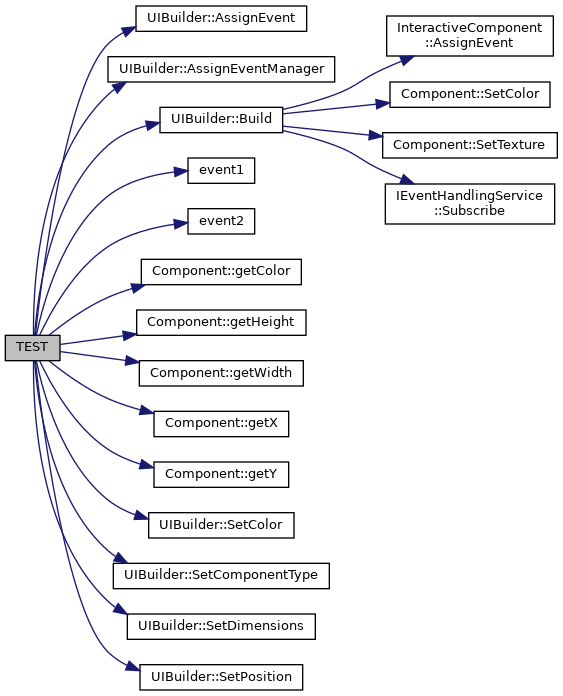 TEST
UIBuilder::AssignEvent
UIBuilder::AssignEventManager
UIBuilder::Build
InteractiveComponent
::AssignEvent
Component::SetColor
Component::SetTexture
IEventHandlingService
::Subscribe
event1
event2
Component::getColor
Component::getHeight
Component::getWidth
Component::getX
Component::getY
UIBuilder::SetColor
UIBuilder::SetComponentType
UIBuilder::SetDimensions
UIBuilder::SetPosition